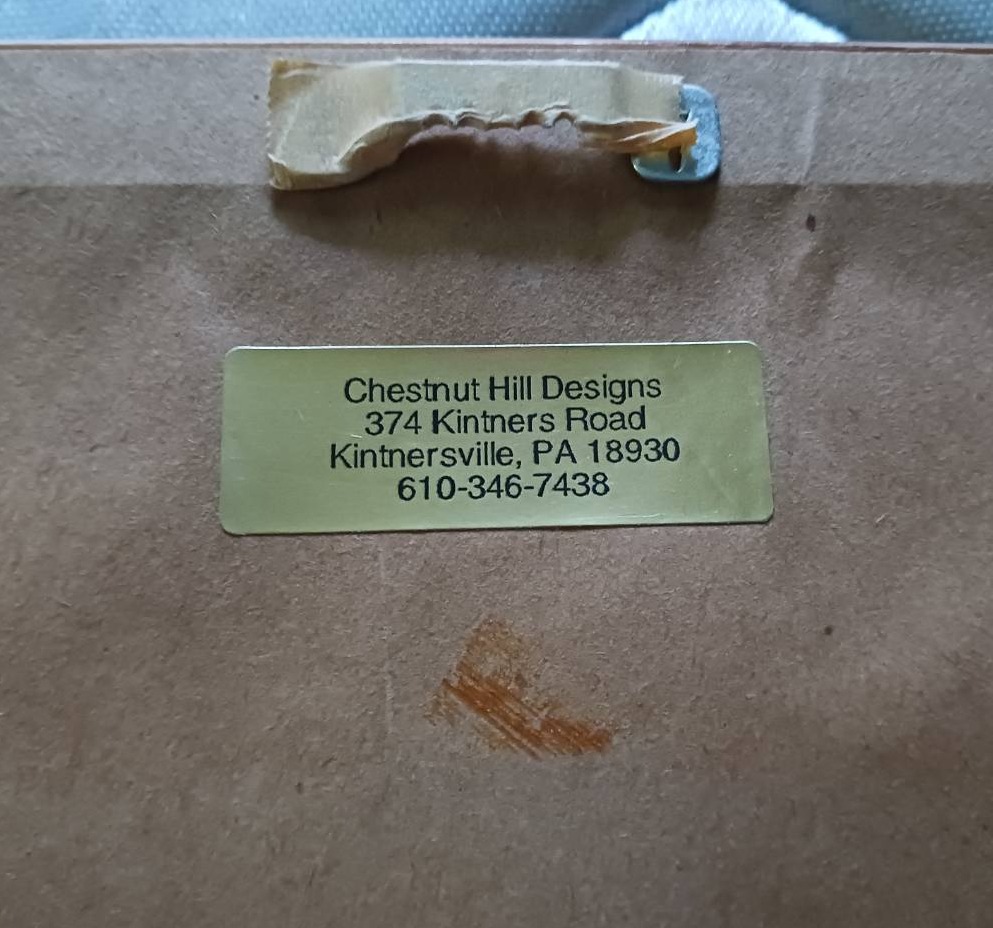 Chestnut Hill Designs
374 Kintners Road
Kintnersville, PA 18930
610-346-7438